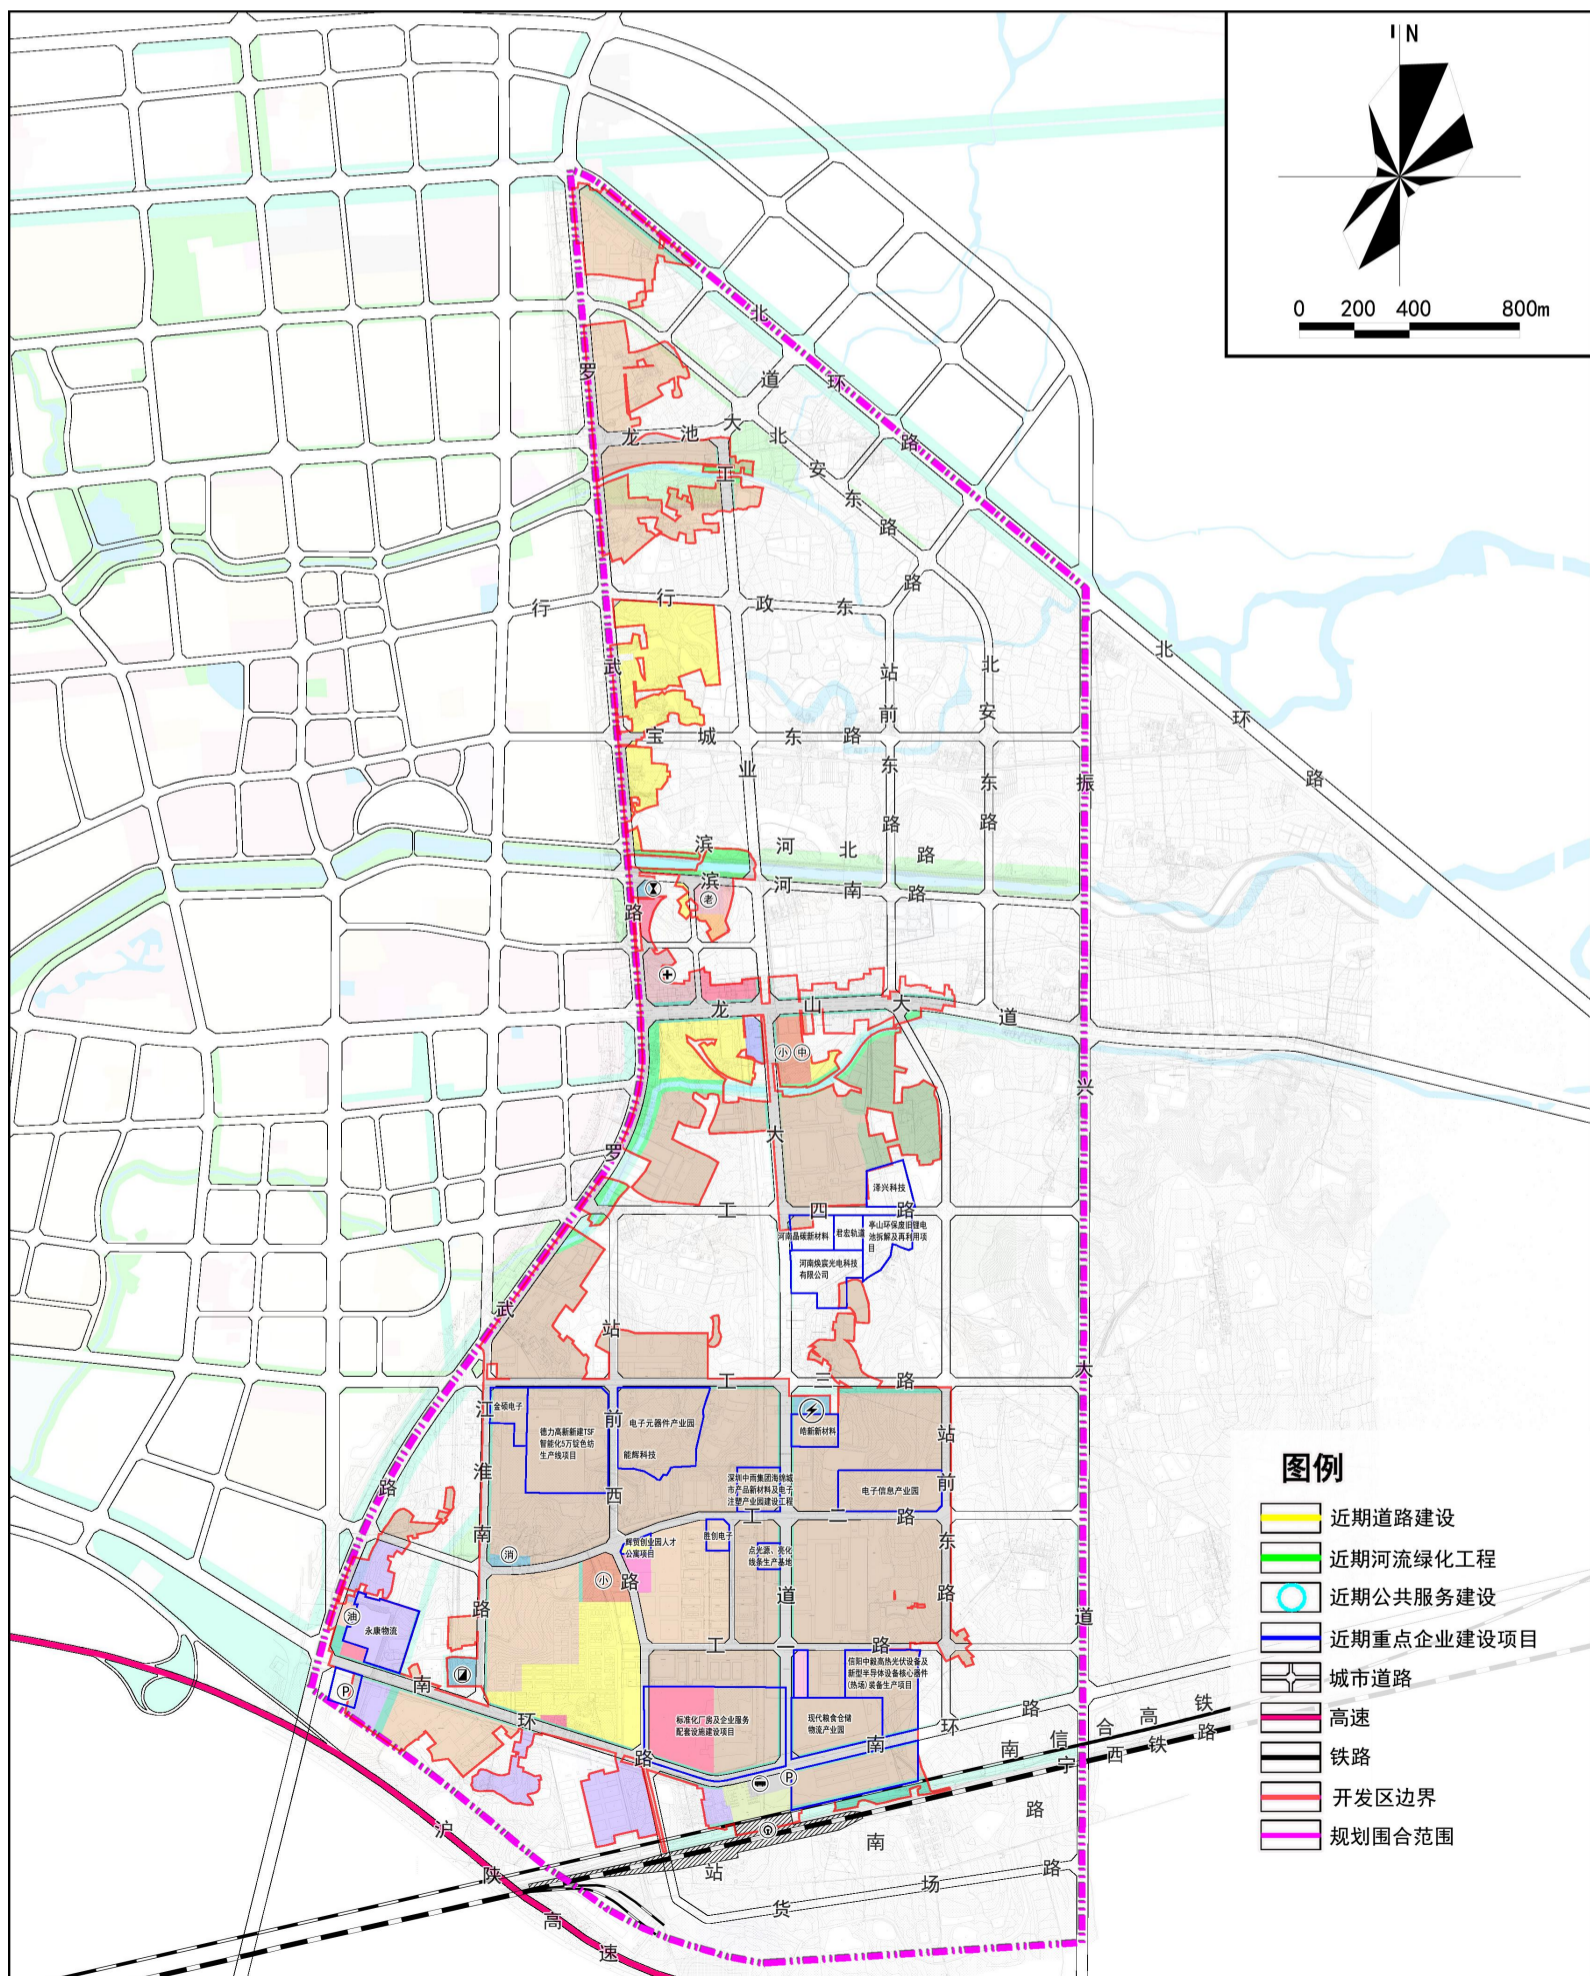 N
0 200 400 800m
北环路
北环路
龙池大道
北安东路
行政东路
行
站前东路
北安东路
宝城东路
滨河北路
滨河南路
老
龙山大道
小
中
罗武路
罗武路
工业大道
振兴大道
泽兴科技
工四路
河南晶碳新材料
君宏轨道
亭山环保废旧锂电
池拆解及再利用项
目
河南焕宸光电科技
有限公司
工三路
站前西路
江淮南路
站前东路
金硕电子
德力高新新建TSF
智能化5万锭色纺
生产线项目
电子元器件产业园
能辉科技
皓新新材料
深圳中雨集团海绵城
市产品新材料及电子
注塑产业园建设工程
电子信息产业园
工二路
胜创电子
点光源、亮化
线条生产基地
辉贸创业园人才
公寓项目
消
小
油
永康物流
P
工一路
信阳中毅高热光伏设备及
新型半导体设备核心器件
(热场)装备生产项目
标准化厂房及企业服务
配套设施建设项目
现代粮食仓储
物流产业园
南环路
南环路
P
信合高铁
宁西铁路
站南路
货场路
沪陕高速
图例
近期道路建设
近期河流绿化工程
近期公共服务建设
近期重点企业建设项目
城市道路
高速
铁路
开发区边界
规划围合范围